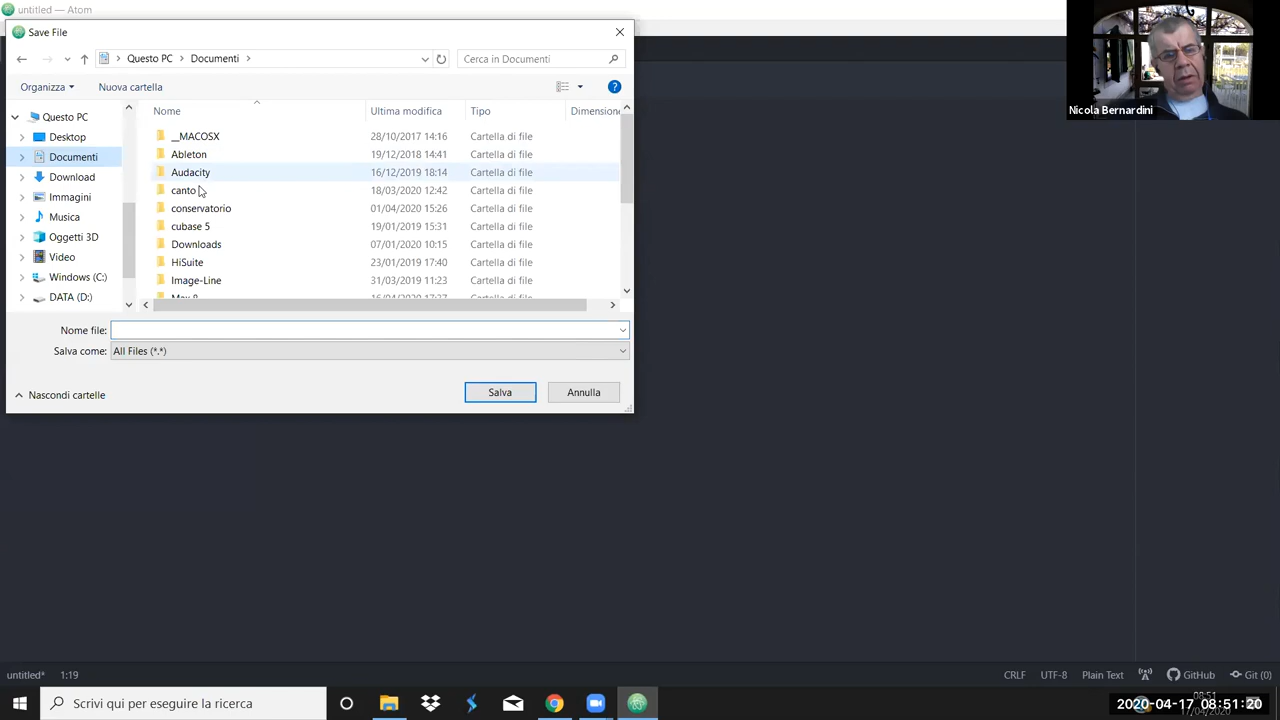 untitled — Atom
Save File
Questo PC > Documenti >
Cerca in Documenti
Organizza
Nuova cartella
?
Nome
Ultima modifica
Tipo
Dimensione
Questo PC
Desktop
Documenti
Download
Immagini
Musica
Oggetti 3D
Video
Windows (C:)
DATA (D:)
__MACOSX 28/10/2017 14:16 Cartella di file
Ableton 19/12/2018 14:41 Cartella di file
Audacity 16/12/2019 18:14 Cartella di file
canto 18/03/2020 12:42 Cartella di file
conservatorio 01/04/2020 15:26 Cartella di file
cubase 5 19/01/2019 15:31 Cartella di file
Downloads 07/01/2020 10:15 Cartella di file
HiSuite 23/01/2019 17:40 Cartella di file
Image-Line 31/03/2019 11:23 Cartella di file
Max 8 16/04/2020 17:37 Cartella di file
Nome file:
Salva come: All Files (*.*)
Nascondi cartelle
Salva
Annulla
Nicola Bernardini
untitled* 1:19
CRLF UTF-8 Plain Text GitHub Git (0)
Scrivi qui per eseguire la ricerca
08:51
17/04/2020
2020-04-17 08:51:20